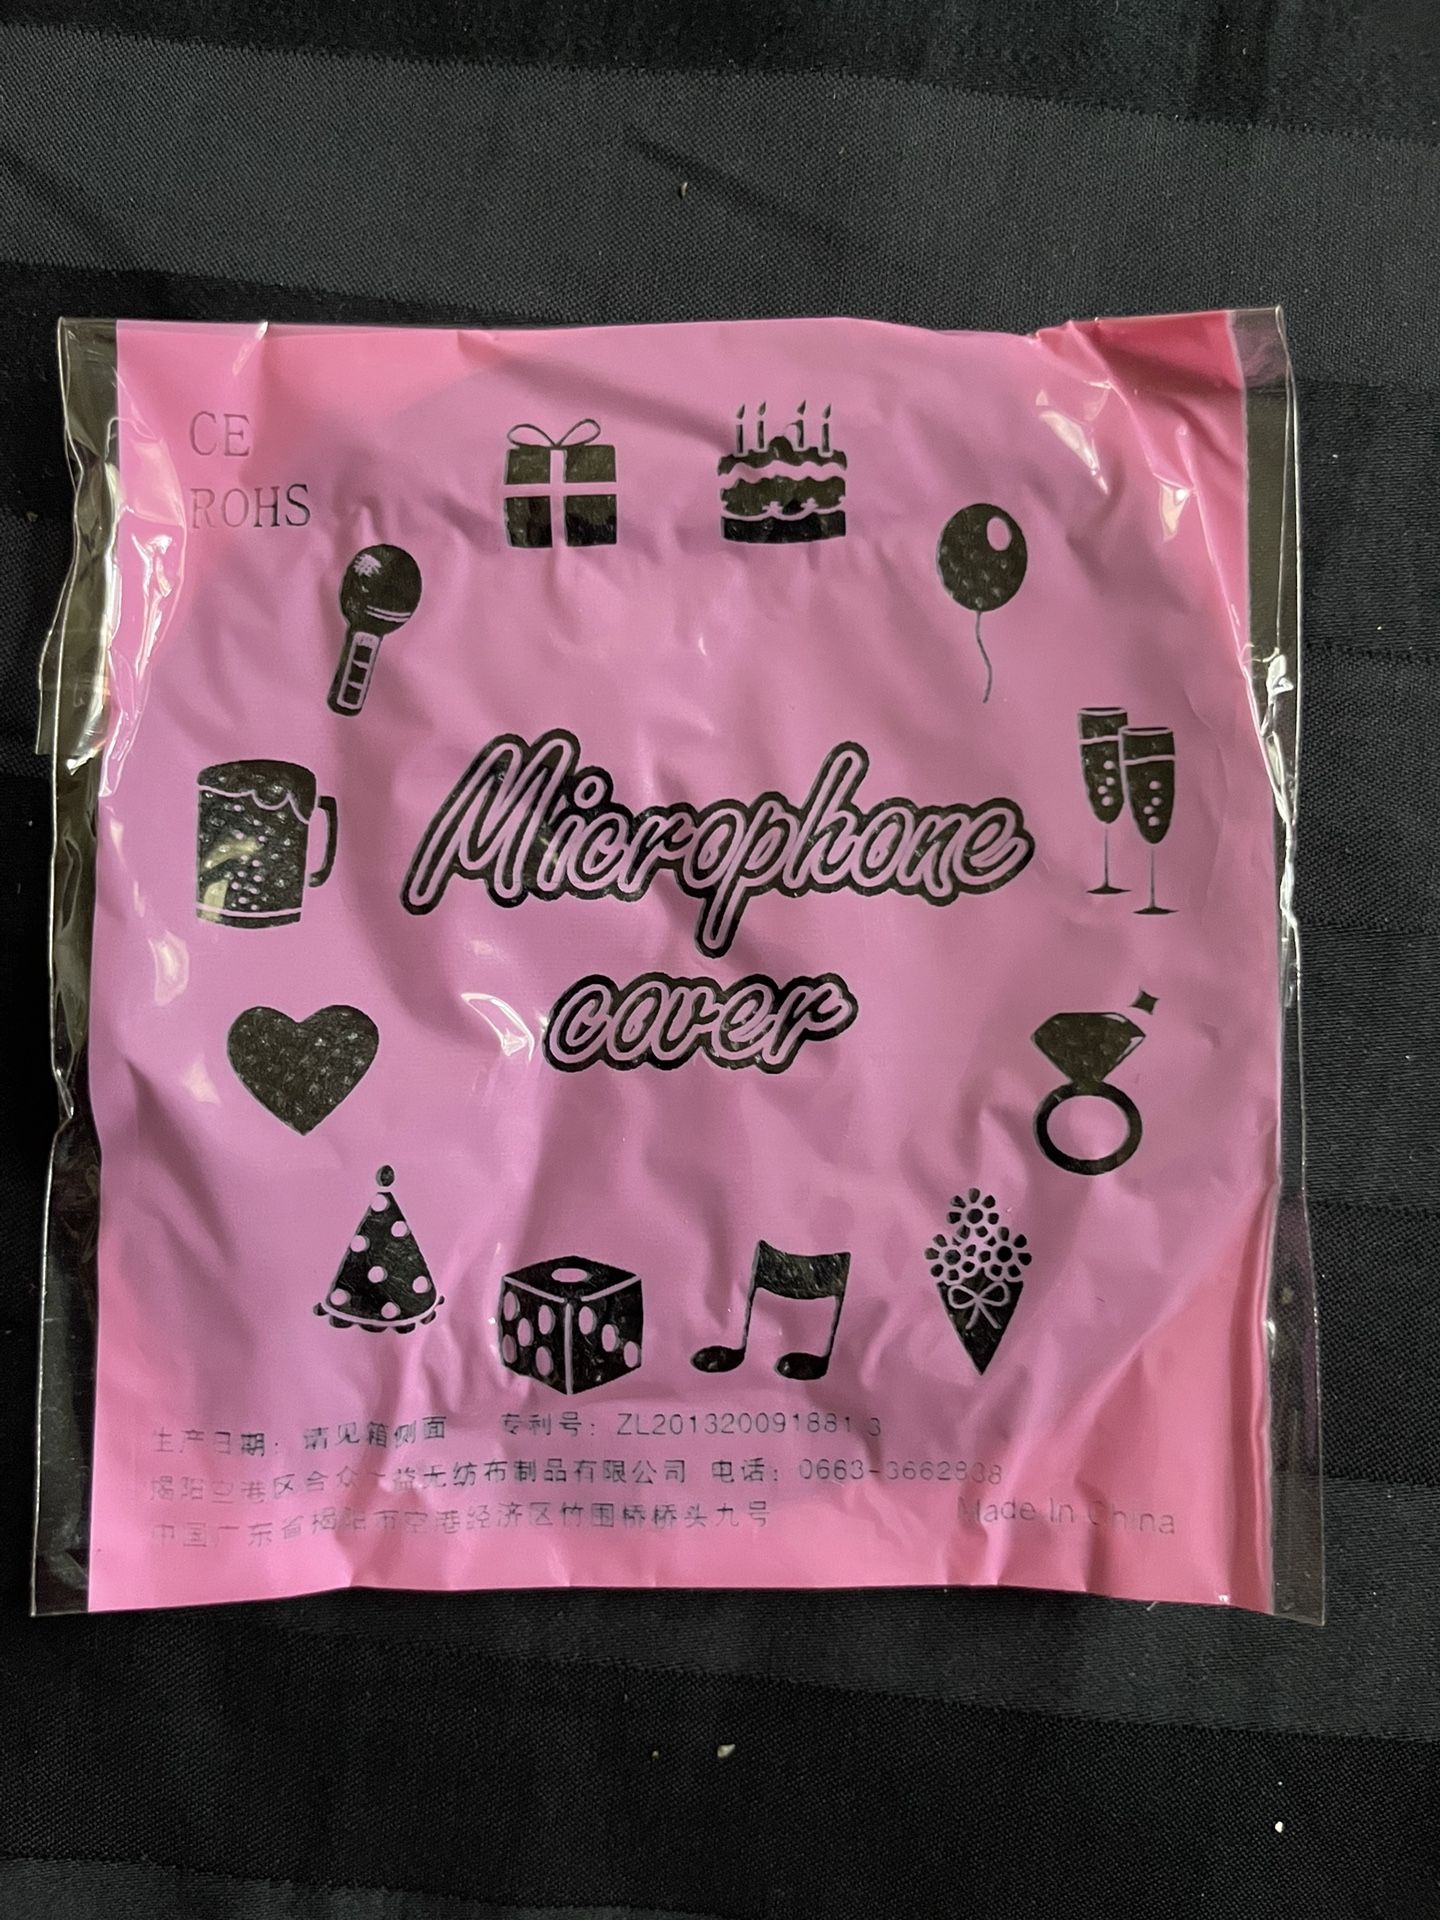 CE
ROHS
Microphone
cover
生产日期：请见箱侧面 专利号：ZL201320091881.3
揭阳空港区合众一益无纺布制品有限公司 电话：0663-3662838
中国广东省揭阳市空港经济区竹围桥桥头九号
Made In China